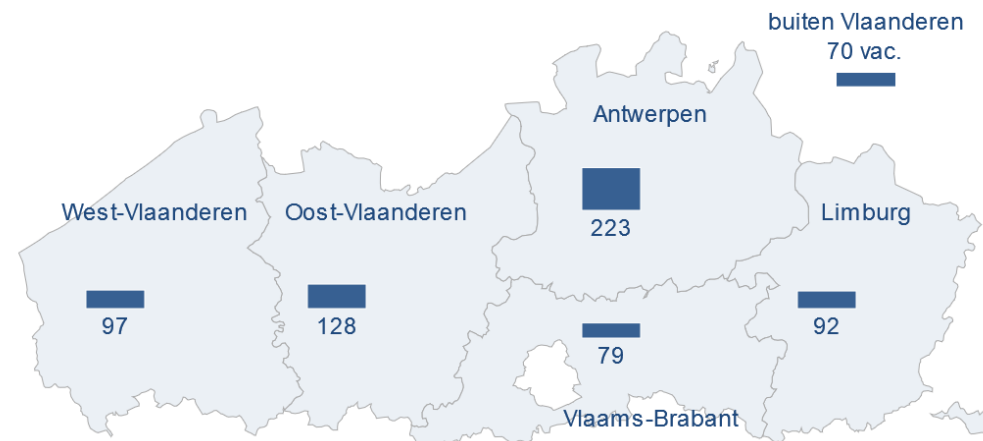 buiten Vlaanderen
70 vac.
Antwerpen
223
West-Vlaanderen
97
Oost-Vlaanderen
128
Limburg
92
79
Vlaams-Brabant